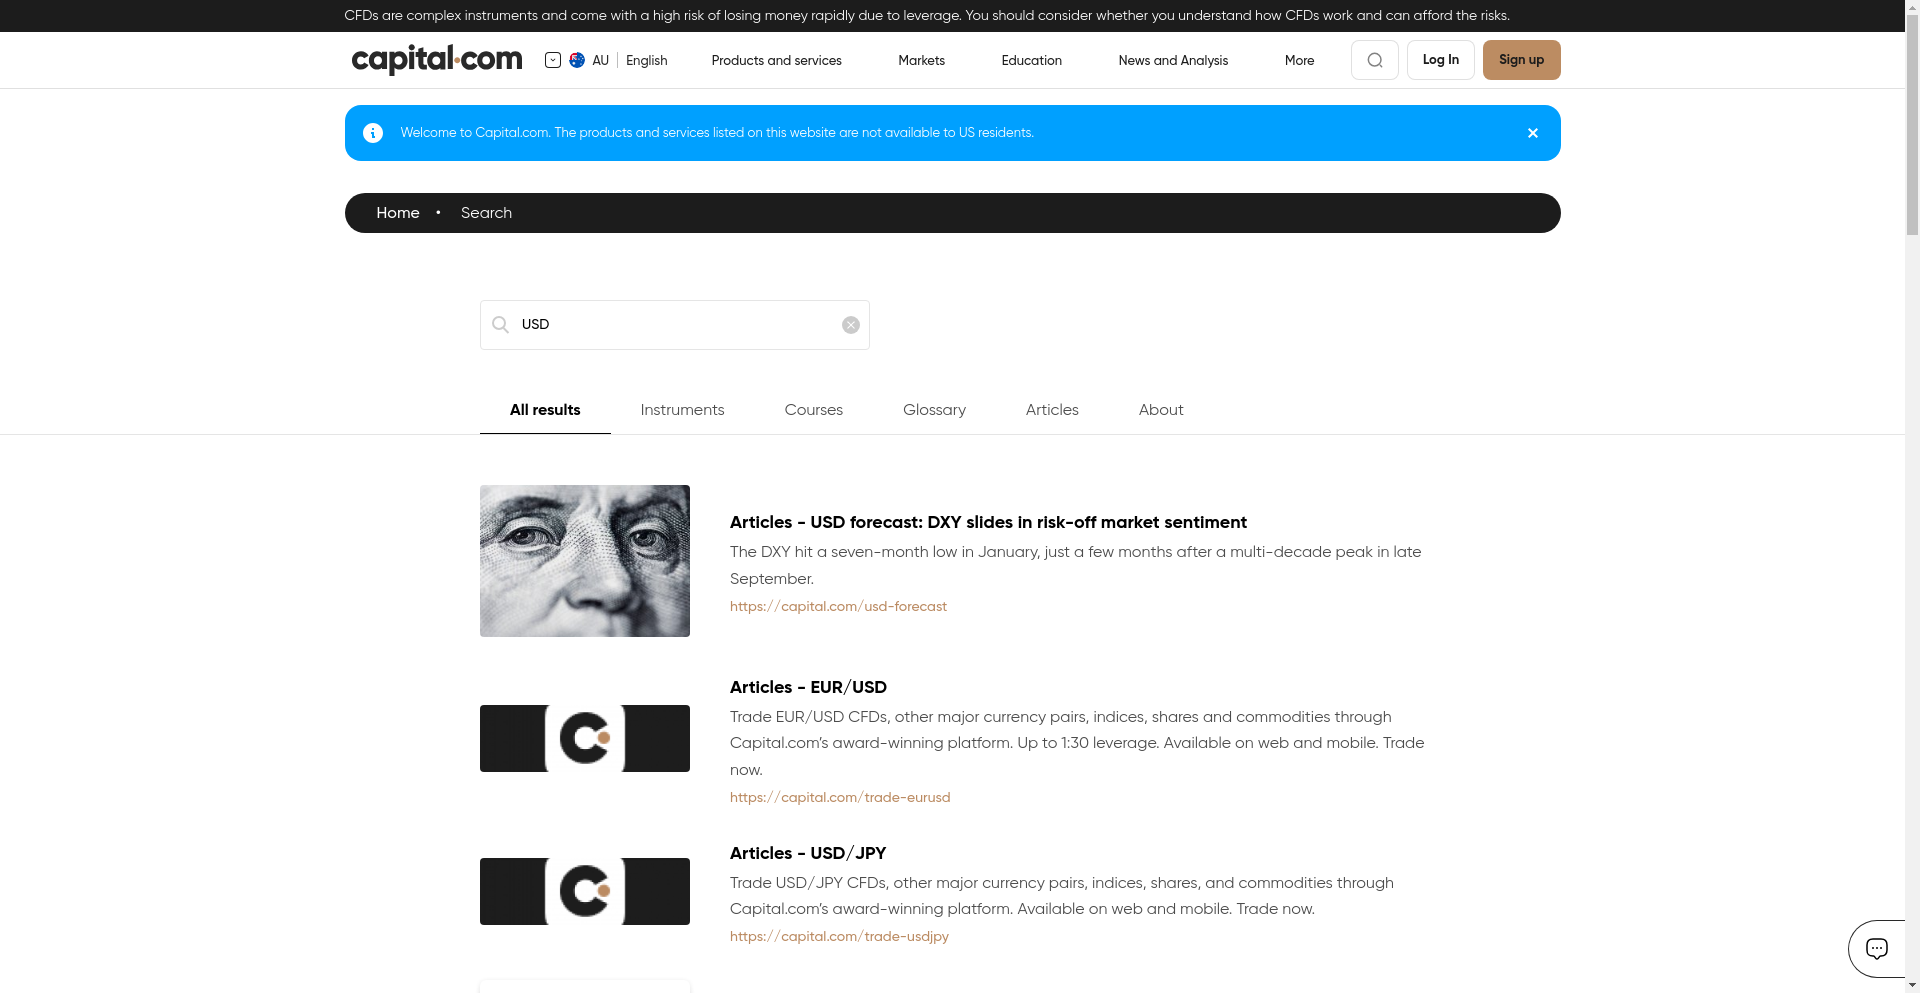 CFDs are complex instruments and come with a high risk of losing money rapidly due to leverage. You should consider whether you understand how CFDs work and can afford the risks.
capital.com AU English Products and services Markets Education News and Analysis More Log In Sign up
Welcome to Capital.com. The products and services listed on this website are not available to US residents.
Home • Search
USD
All results Instruments Courses Glossary Articles About
Articles - USD forecast: DXY slides in risk-off market sentiment
The DXY hit a seven-month low in January, just a few months after a multi-decade peak in late
September.
https://capital.com/usd-forecast
Articles - EUR/USD
Trade EUR/USD CFDs, other major currency pairs, indices, shares and commodities through
Capital.com’s award-winning platform. Up to 1:30 leverage. Available on web and mobile. Trade
now.
https://capital.com/trade-eurusd
Articles - USD/JPY
Trade USD/JPY CFDs, other major currency pairs, indices, shares, and commodities through
Capital.com’s award-winning platform. Available on web and mobile. Trade now.
https://capital.com/trade-usdjpy